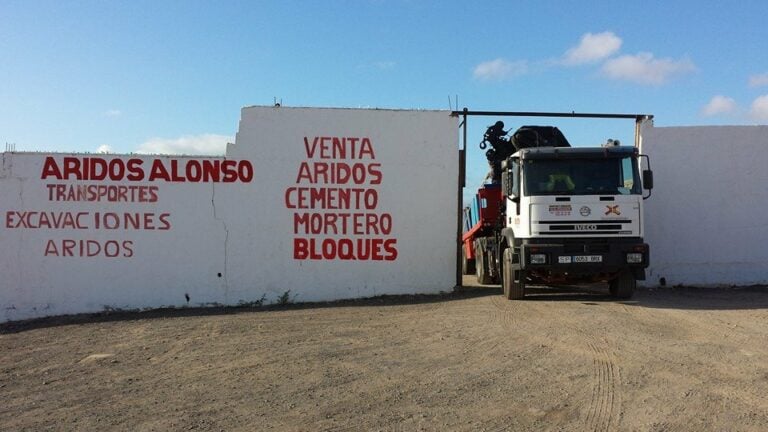 ARIDOS ALONSO
TRANSPORTES
EXCAVACIONES
ARIDOS
VENTA
ARIDOS
CEMENTO
MORTERO
BLOQUES
IVECO